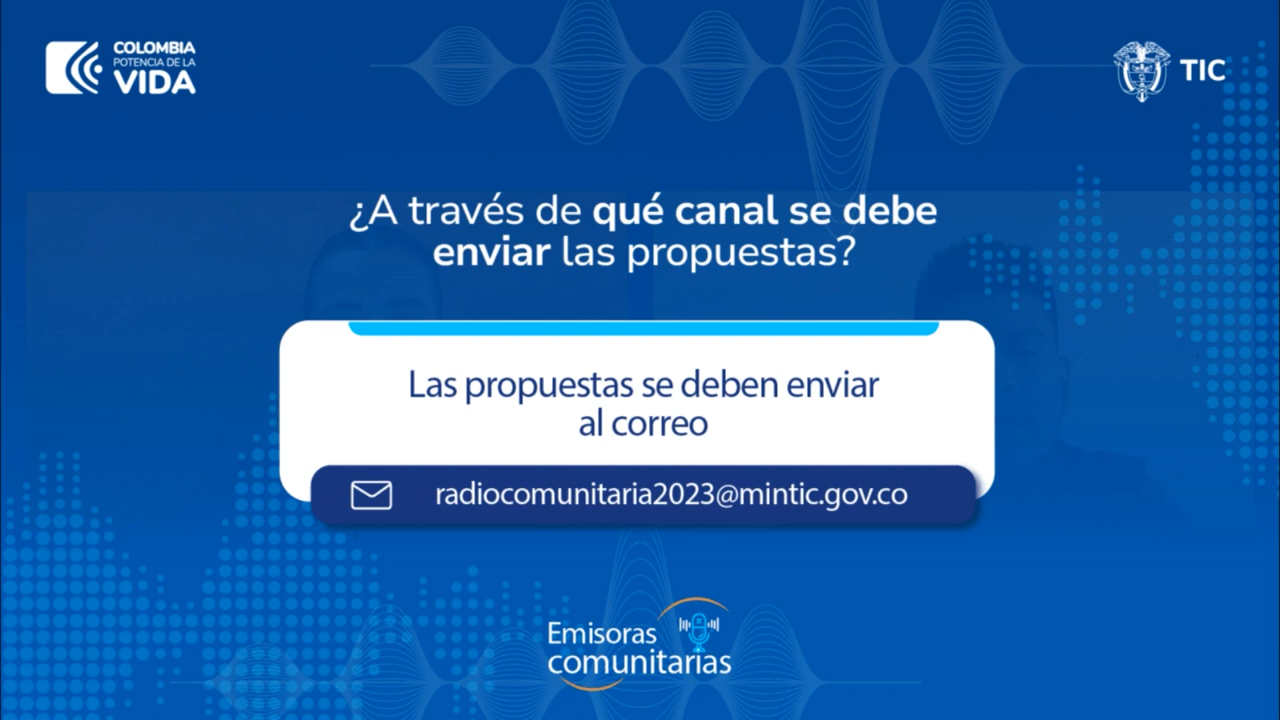 COLOMBIA
POTENCIA DE LA
VIDA
TIC
¿A través de qué canal se debe
enviar las propuestas?
Las propuestas se deben enviar
al correo
radiocomunitaria2023@mintic.gov.co
Emisoras
comunitarias